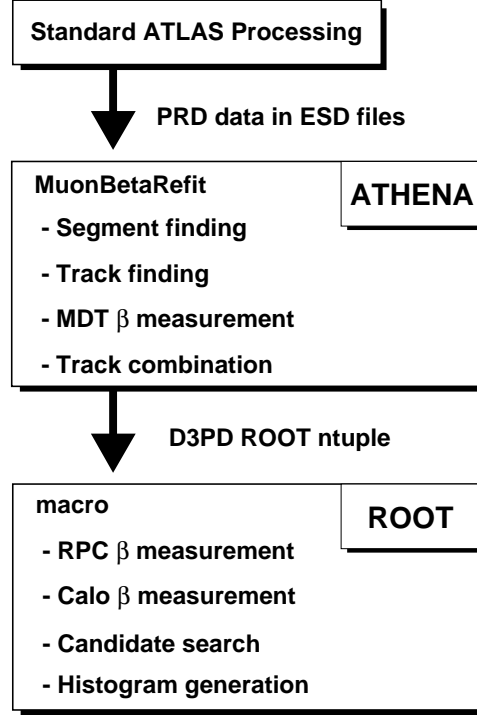 Standard ATLAS Processing
PRD data in ESD files
MuonBetaRefit
ATHENA
- Segment finding
- Track finding
- MDT β measurement
- Track combination
D3PD ROOT ntuple
macro
ROOT
- RPC β measurement
- Calo β measurement
- Candidate search
- Histogram generation